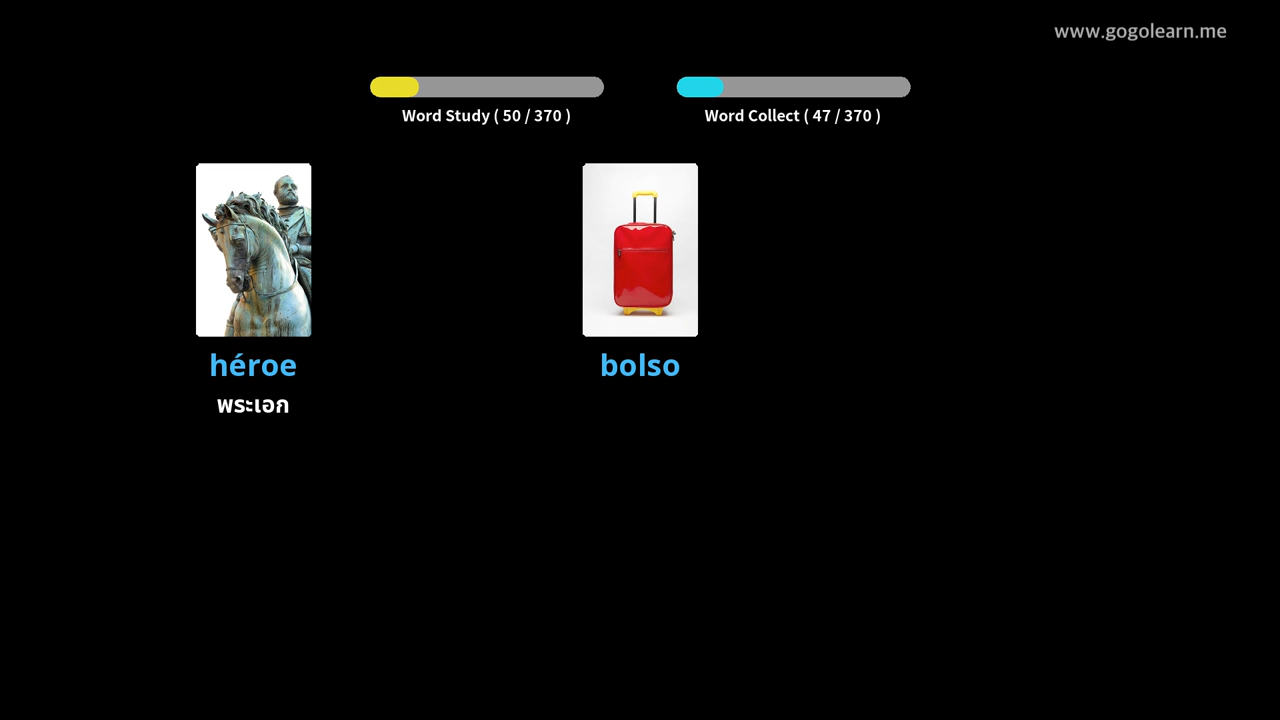 www.gogolearn.me
Word Study ( 50 / 370 )
Word Collect ( 47 / 370 )
héroe
พระเอก
bolso